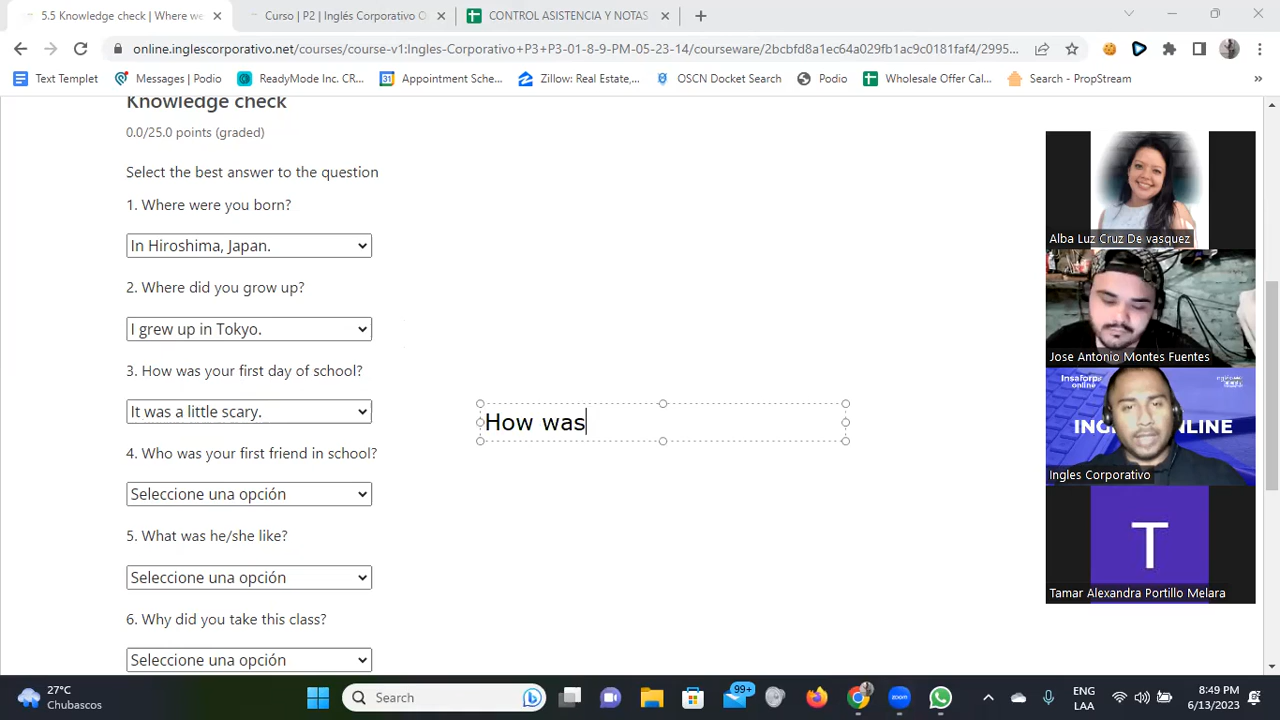 5.5 Knowledge check | Where we
Curso | P2 | Inglés Corporativo O
CONTROL ASISTENCIA Y NOTAS
online.inglescorporativo.net/courses/course-v1:Ingles-Corporativo+P3+P3-01-8-9-PM-05-23-14/courseware/2bcbfd8a1ec64a029fb1ac9c0181faf4/2995...
Text Templet
Messages | Podio
ReadyMode Inc. CR...
Appointment Sche...
Zillow: Real Estate,...
OSCN Docket Search
Podio
Wholesale Offer Cal...
Search - PropStream
»
Knowledge check
0.0/25.0 points (graded)
Select the best answer to the question
1. Where were you born?
In Hiroshima, Japan.
2. Where did you grow up?
I grew up in Tokyo.
3. How was your first day of school?
It was a little scary.
How was
4. Who was your first friend in school?
Seleccione una opción
5. What was he/she like?
Seleccione una opción
6. Why did you take this class?
Seleccione una opción
Alba Luz Cruz De vasquez
Jose Antonio Montes Fuentes
Insaforp
online
Ingles Corporativo
T
Tamar Alexandra Portillo Melara
27°C
Chubascos
Search
99+
zoom
ENG
LAA
8:49 PM
6/13/2023